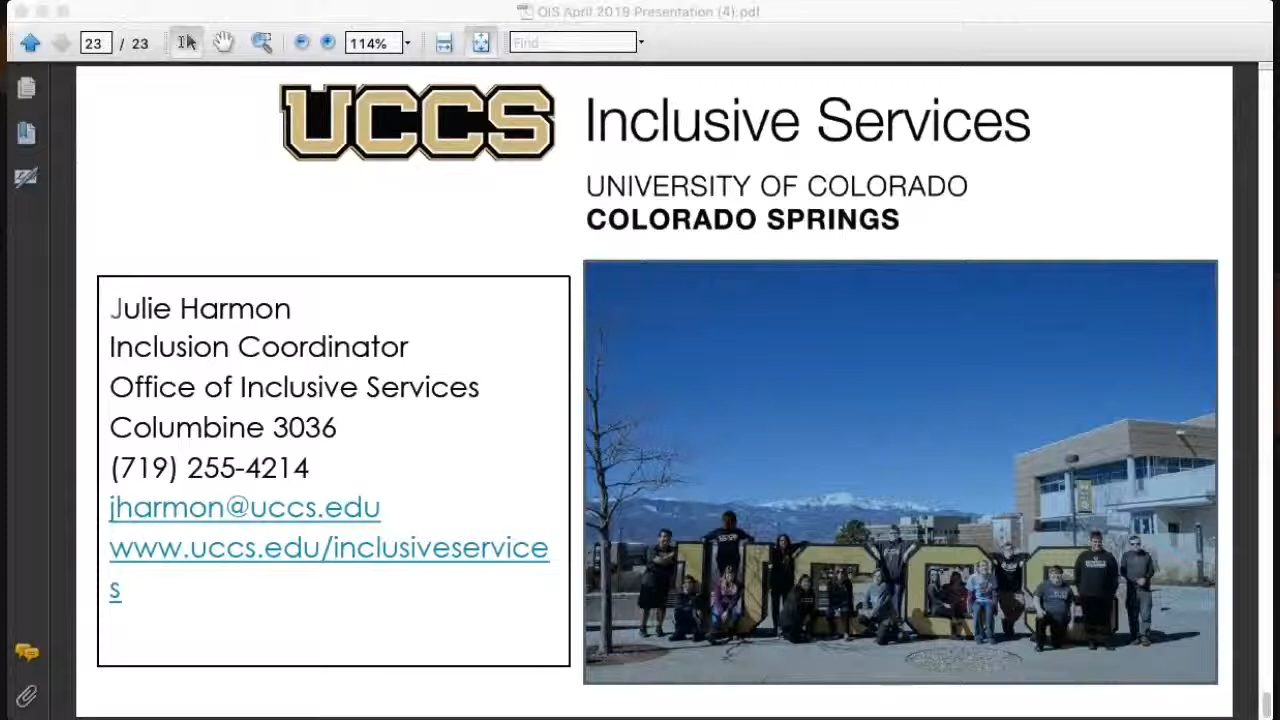 OIS April 2019 Presentation (4).pdf
23 / 23
114%
Find
UCCS
Inclusive Services
UNIVERSITY OF COLORADO
COLORADO SPRINGS
Julie Harmon
Inclusion Coordinator
Office of Inclusive Services
Columbine 3036
(719) 255-4214
jharmon@uccs.edu
www.uccs.edu/inclusiveservice
s
UCCS